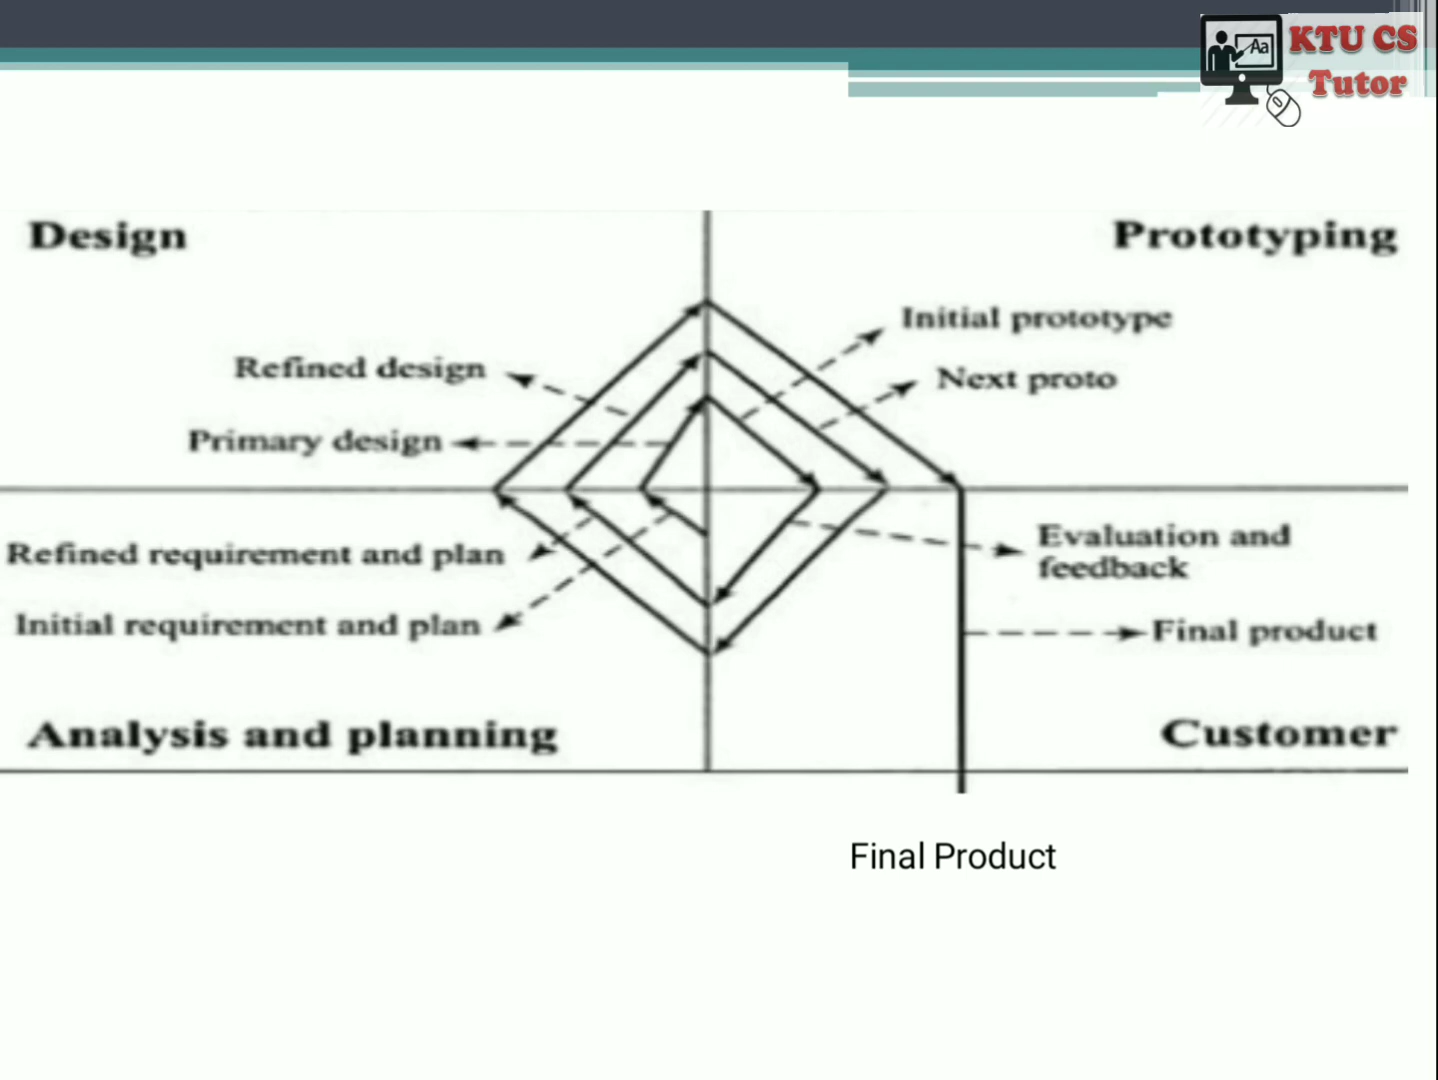 Aa
KTU CS
Tutor
Design
Prototyping
Initial prototype
Refined design
Next proto
Primary design
Refined requirement and plan
Evaluation and
feedback
Initial requirement and plan
Final product
Analysis and planning
Customer
Final Product